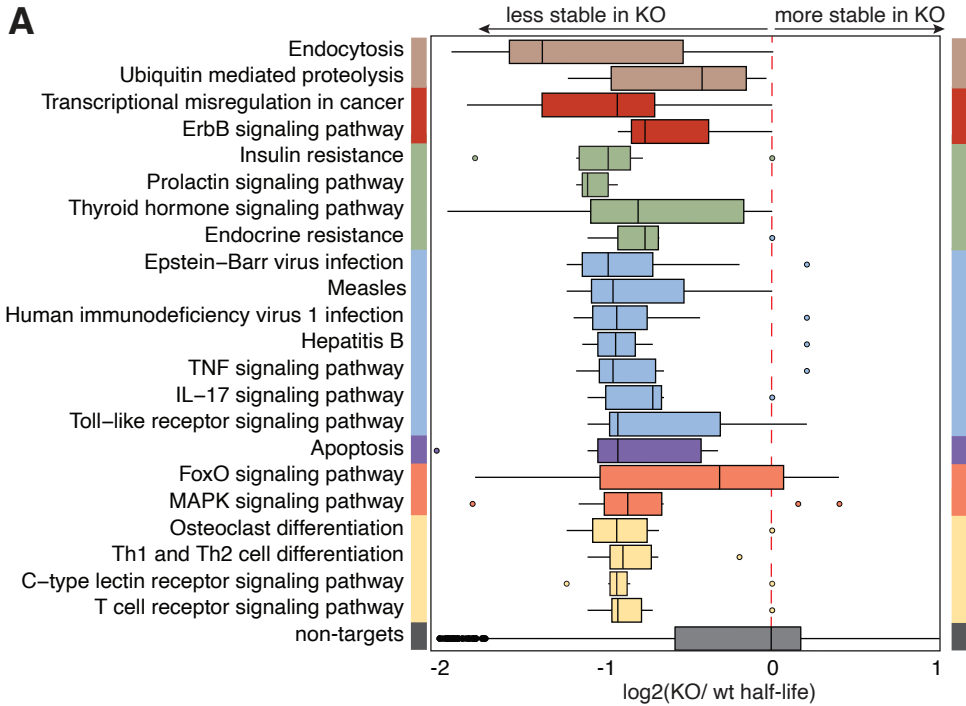 A
less stable in KO
more stable in KO
Endocytosis
Ubiquitin mediated proteolysis
Transcriptional misregulation in cancer
ErbB signaling pathway
Insulin resistance
Prolactin signaling pathway
Thyroid hormone signaling pathway
Endocrine resistance
Epstein−Barr virus infection
Measles
Human immunodeficiency virus 1 infection
Hepatitis B
TNF signaling pathway
IL−17 signaling pathway
Toll−like receptor signaling pathway
Apoptosis
FoxO signaling pathway
MAPK signaling pathway
Osteoclast differentiation
Th1 and Th2 cell differentiation
C−type lectin receptor signaling pathway
T cell receptor signaling pathway
non-targets
-2 -1 0 1
log2(KO/ wt half-life)